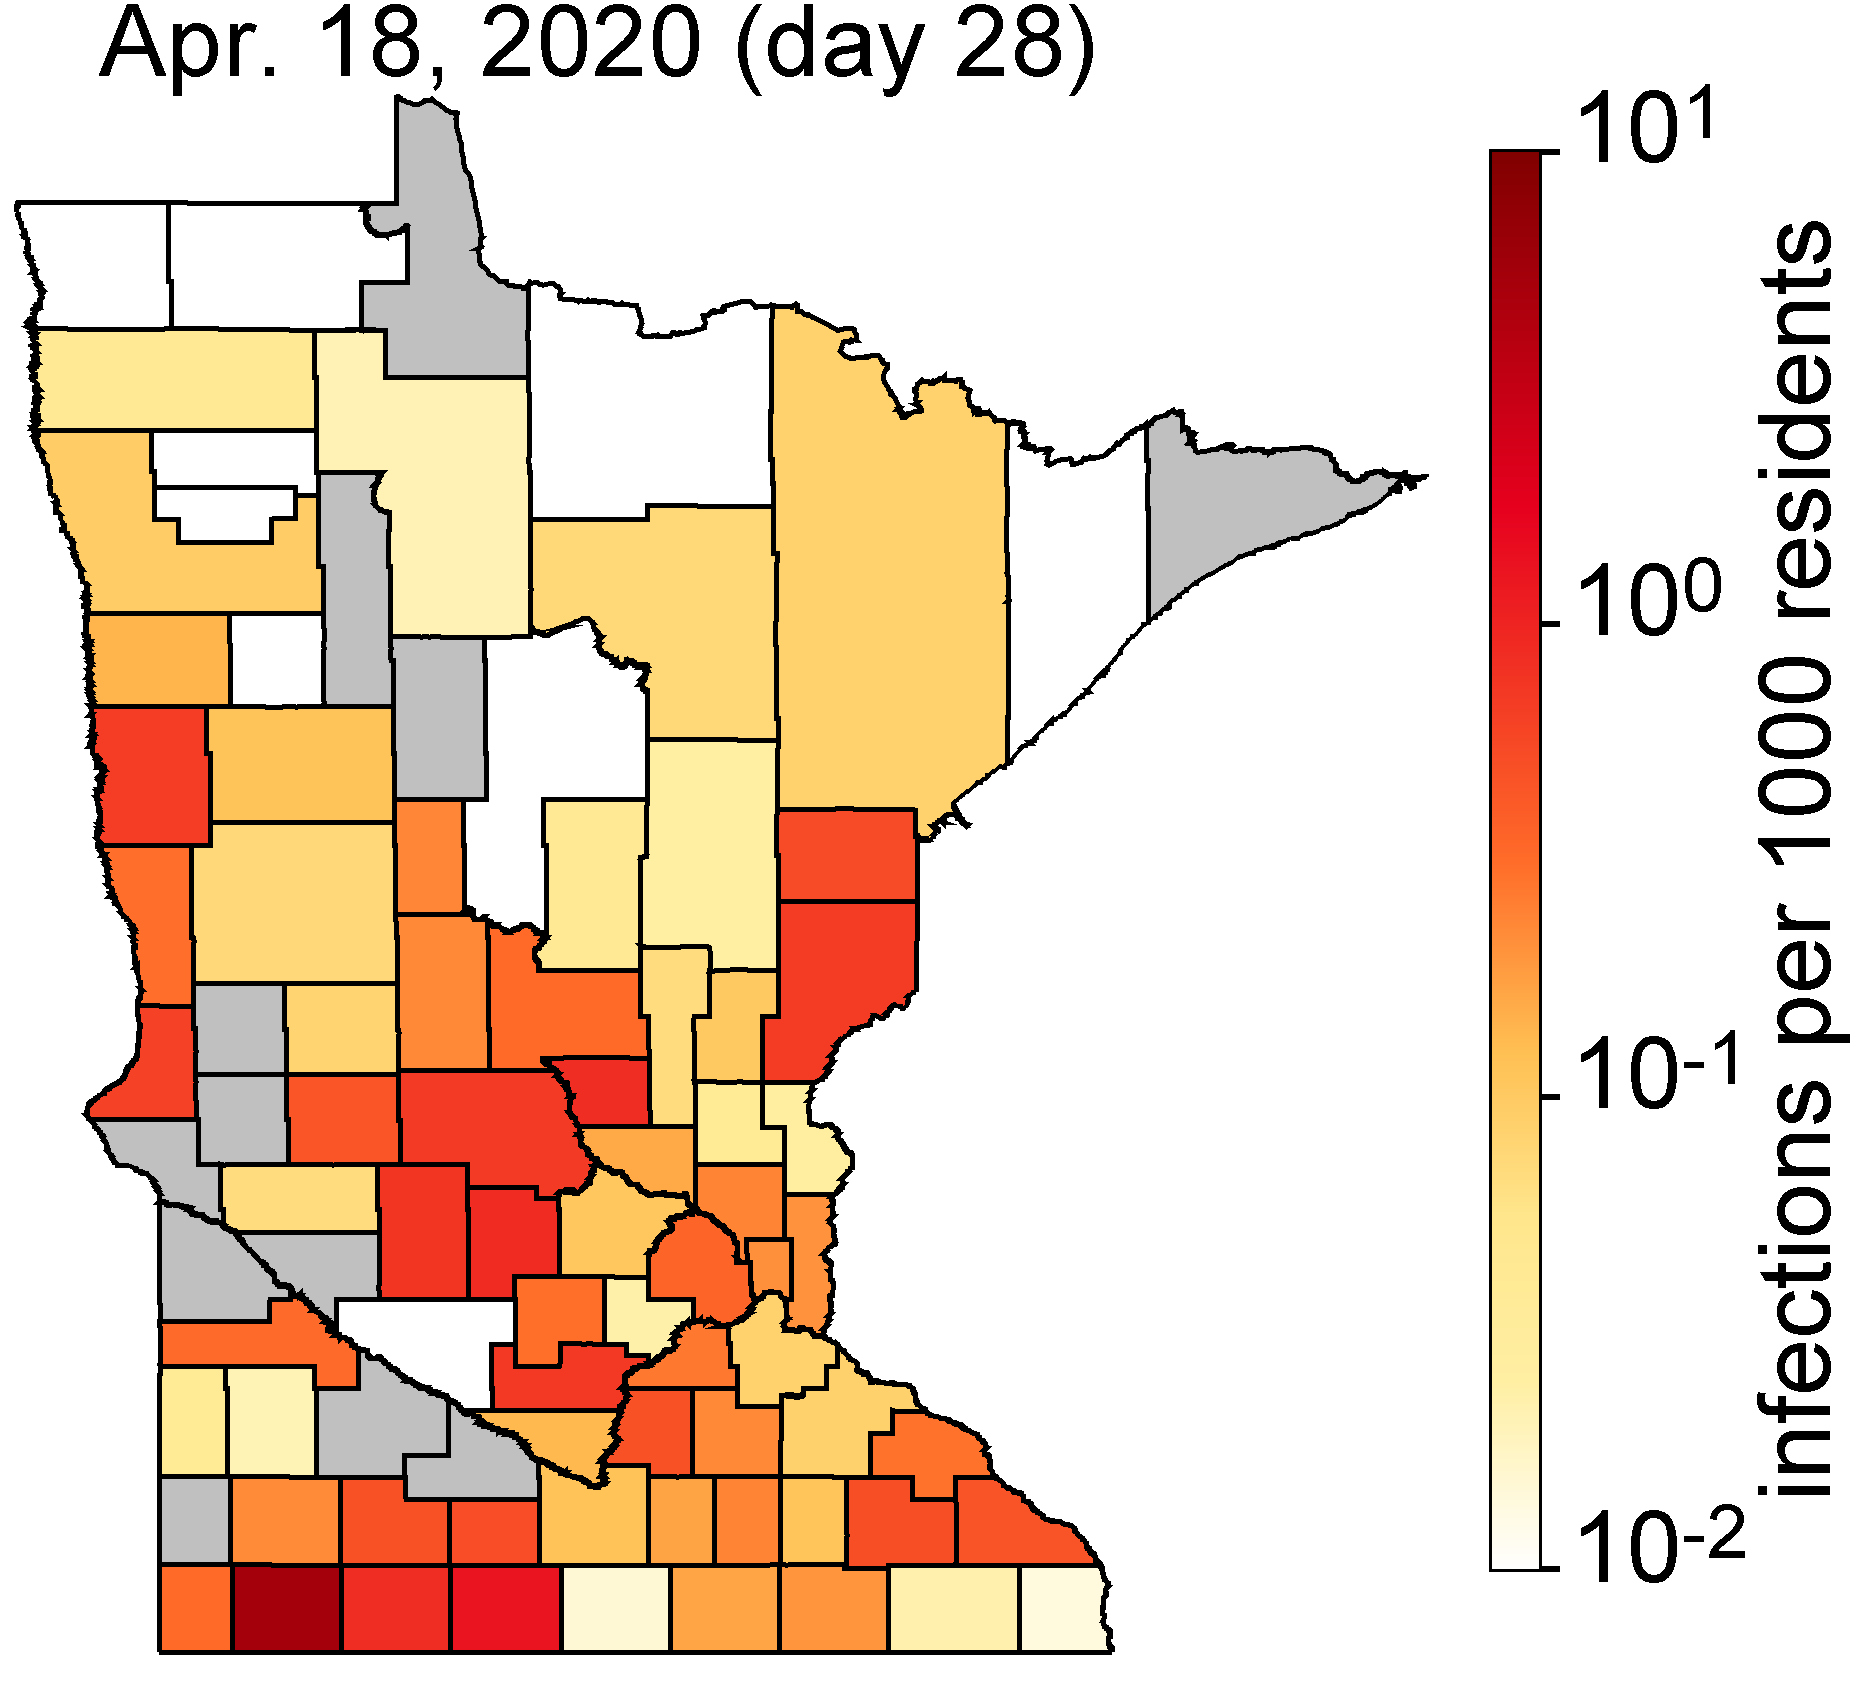 Apr. 18, 2020 (day 28)
10¹
10⁰
10⁻¹
10⁻²
infections per 1000 residents